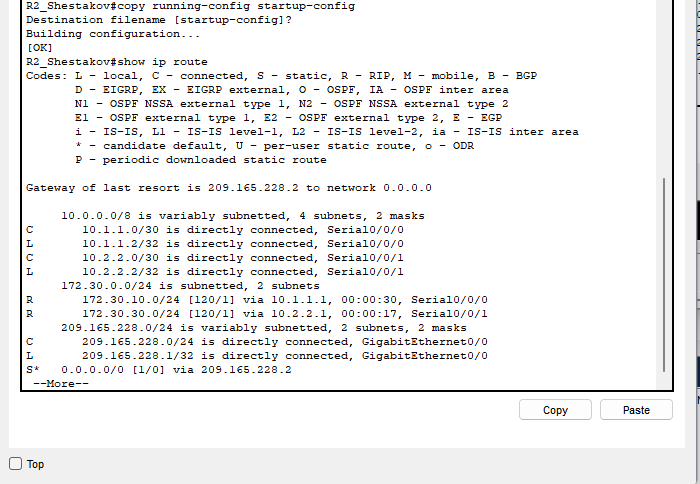 R2_Shestakov#copy running-config startup-config
Destination filename [startup-config]?
Building configuration...
[OK]
R2_Shestakov#show ip route
Codes: L - local, C - connected, S - static, R - RIP, M - mobile, B - BGP
       D - EIGRP, EX - EIGRP external, O - OSPF, IA - OSPF inter area
       N1 - OSPF NSSA external type 1, N2 - OSPF NSSA external type 2
       E1 - OSPF external type 1, E2 - OSPF external type 2, E - EGP
       i - IS-IS, L1 - IS-IS level-1, L2 - IS-IS level-2, ia - IS-IS inter area
       * - candidate default, U - per-user static route, o - ODR
       P - periodic downloaded static route
Gateway of last resort is 209.165.228.2 to network 0.0.0.0
     10.0.0.0/8 is variably subnetted, 4 subnets, 2 masks
C       10.1.1.0/30 is directly connected, Serial0/0/0
L       10.1.1.2/32 is directly connected, Serial0/0/0
C       10.2.2.0/30 is directly connected, Serial0/0/1
L       10.2.2.2/32 is directly connected, Serial0/0/1
     172.30.0.0/24 is subnetted, 2 subnets
R       172.30.10.0/24 [120/1] via 10.1.1.1, 00:00:30, Serial0/0/0
R       172.30.30.0/24 [120/1] via 10.2.2.1, 00:00:17, Serial0/0/1
     209.165.228.0/24 is variably subnetted, 2 subnets, 2 masks
C       209.165.228.0/24 is directly connected, GigabitEthernet0/0
L       209.165.228.1/32 is directly connected, GigabitEthernet0/0
S*   0.0.0.0/0 [1/0] via 209.165.228.2
 --More--
Copy Paste
Top